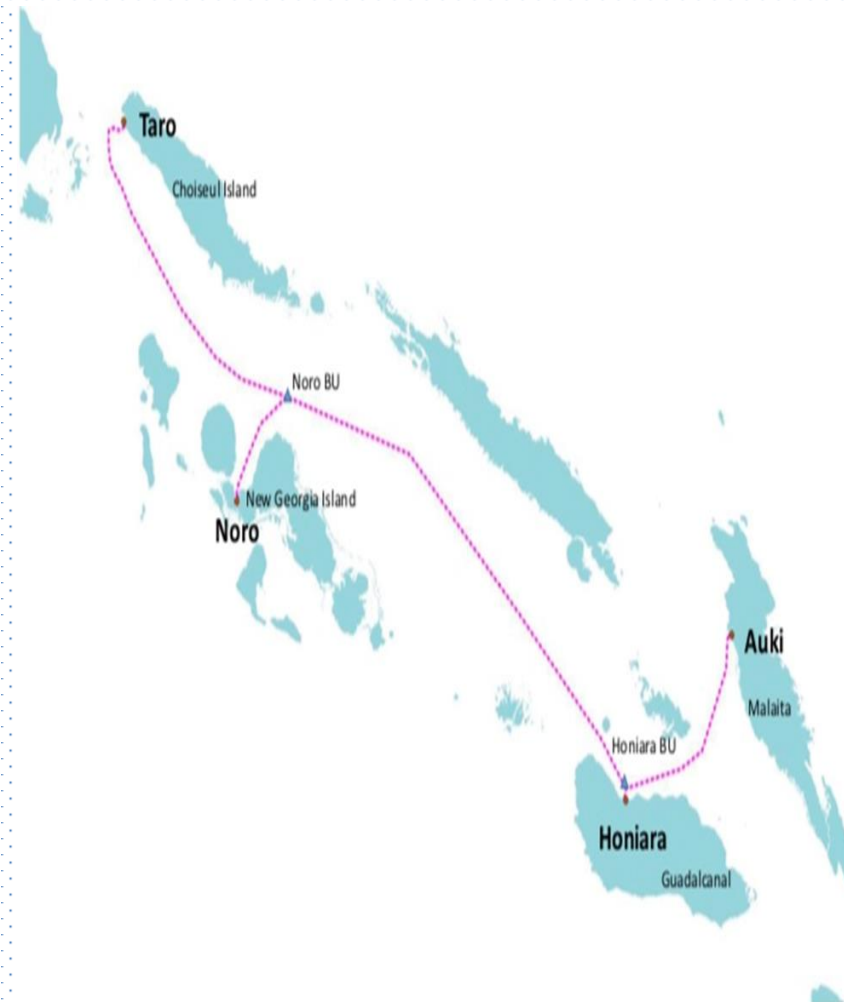 Taro
Choiseul Island
Noro BU
New Georgia Island
Noro
Auki
Malaita
Honiara BU
Honiara
Guadalcanal